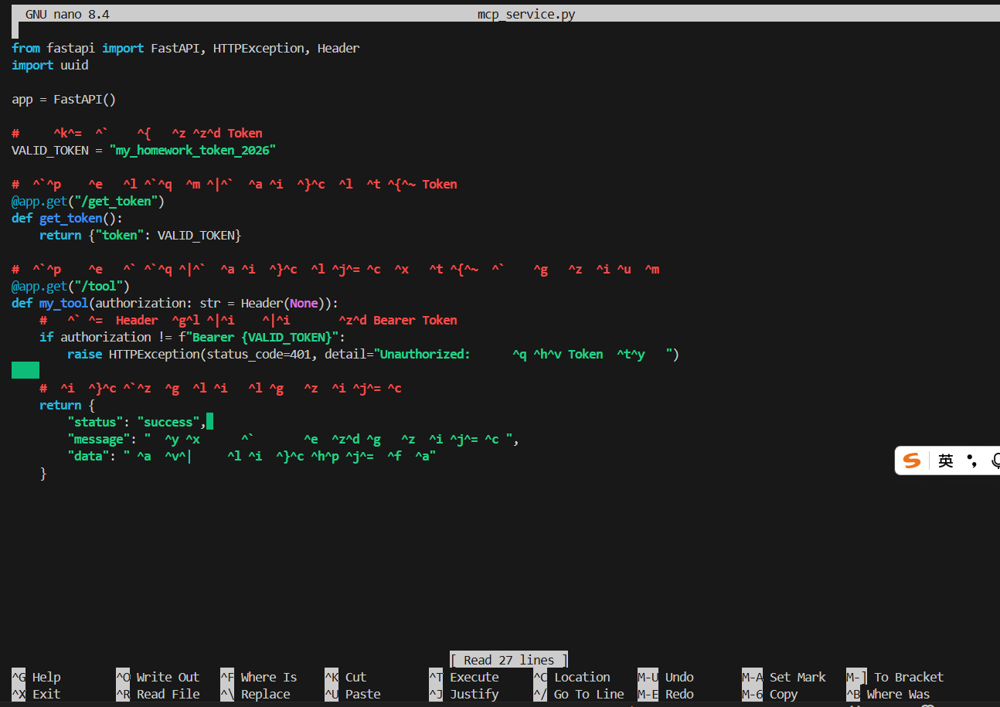 GNU nano 8.4 mcp_service.py
from fastapi import FastAPI, HTTPException, Header
import uuid
app = FastAPI()
# ^k^= ^` ^{ ^z ^z^d Token
VALID_TOKEN = "my_homework_token_2026"
# ^`^p ^e ^l ^`^q ^m ^|^` ^a ^i ^}^c ^l ^t ^{^~ Token
@app.get("/get_token")
def get_token():
    return {"token": VALID_TOKEN}
# ^`^p ^e ^` ^`^q ^|^` ^a ^i ^}^c ^l ^j^= ^c ^x ^t ^{^~ ^` ^g ^z ^i ^u ^m
@app.get("/tool")
def my_tool(authorization: str = Header(None)):
    # ^` ^= Header ^g^l ^|^i ^|^i ^z^d Bearer Token
    if authorization != f"Bearer {VALID_TOKEN}":
        raise HTTPException(status_code=401, detail="Unauthorized: ^q ^h^v Token ^t^y ")
    # ^i ^}^c ^`^z ^g ^l ^i ^l ^g ^z ^i ^j^= ^c
    return {
        "status": "success",
        "message": " ^y ^x ^` ^e ^z^d ^g ^z ^i ^j^= ^c ",
        "data": " ^a ^v^| ^l ^i ^}^c ^h^p ^j^= ^f ^a"
    }
英
[ Read 27 lines ]
^G Help ^O Write Out ^F Where Is ^K Cut ^T Execute ^C Location M-U Undo M-A Set Mark M-] To Bracket
^X Exit ^R Read File ^\ Replace ^U Paste ^J Justify ^/ Go To Line M-E Redo M-6 Copy ^B Where Was